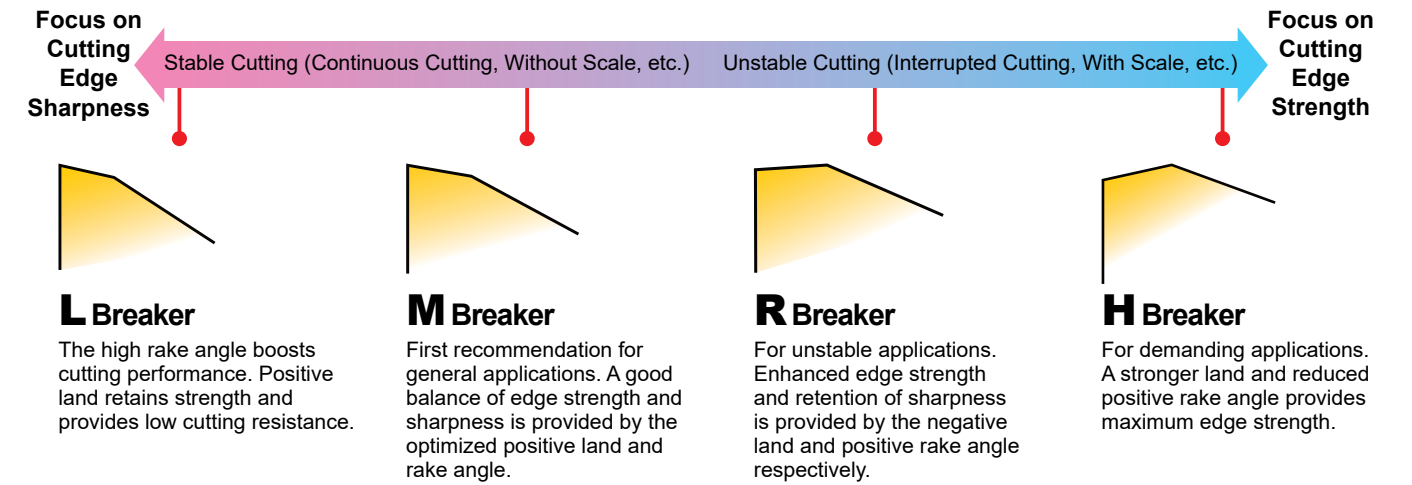 Focus on
Cutting
Edge
Sharpness
Stable Cutting (Continuous Cutting, Without Scale, etc.)
Unstable Cutting (Interrupted Cutting, With Scale, etc.)
Focus on
Cutting
Edge
Strength
L Breaker
The high rake angle boosts
cutting performance. Positive
land retains strength and
provides low cutting resistance.
M Breaker
First recommendation for
general applications. A good
balance of edge strength and
sharpness is provided by the
optimized positive land and
rake angle.
R Breaker
For unstable applications.
Enhanced edge strength
and retention of sharpness
is provided by the negative
land and positive rake angle
respectively.
H Breaker
For demanding applications.
A stronger land and reduced
positive rake angle provides
maximum edge strength.